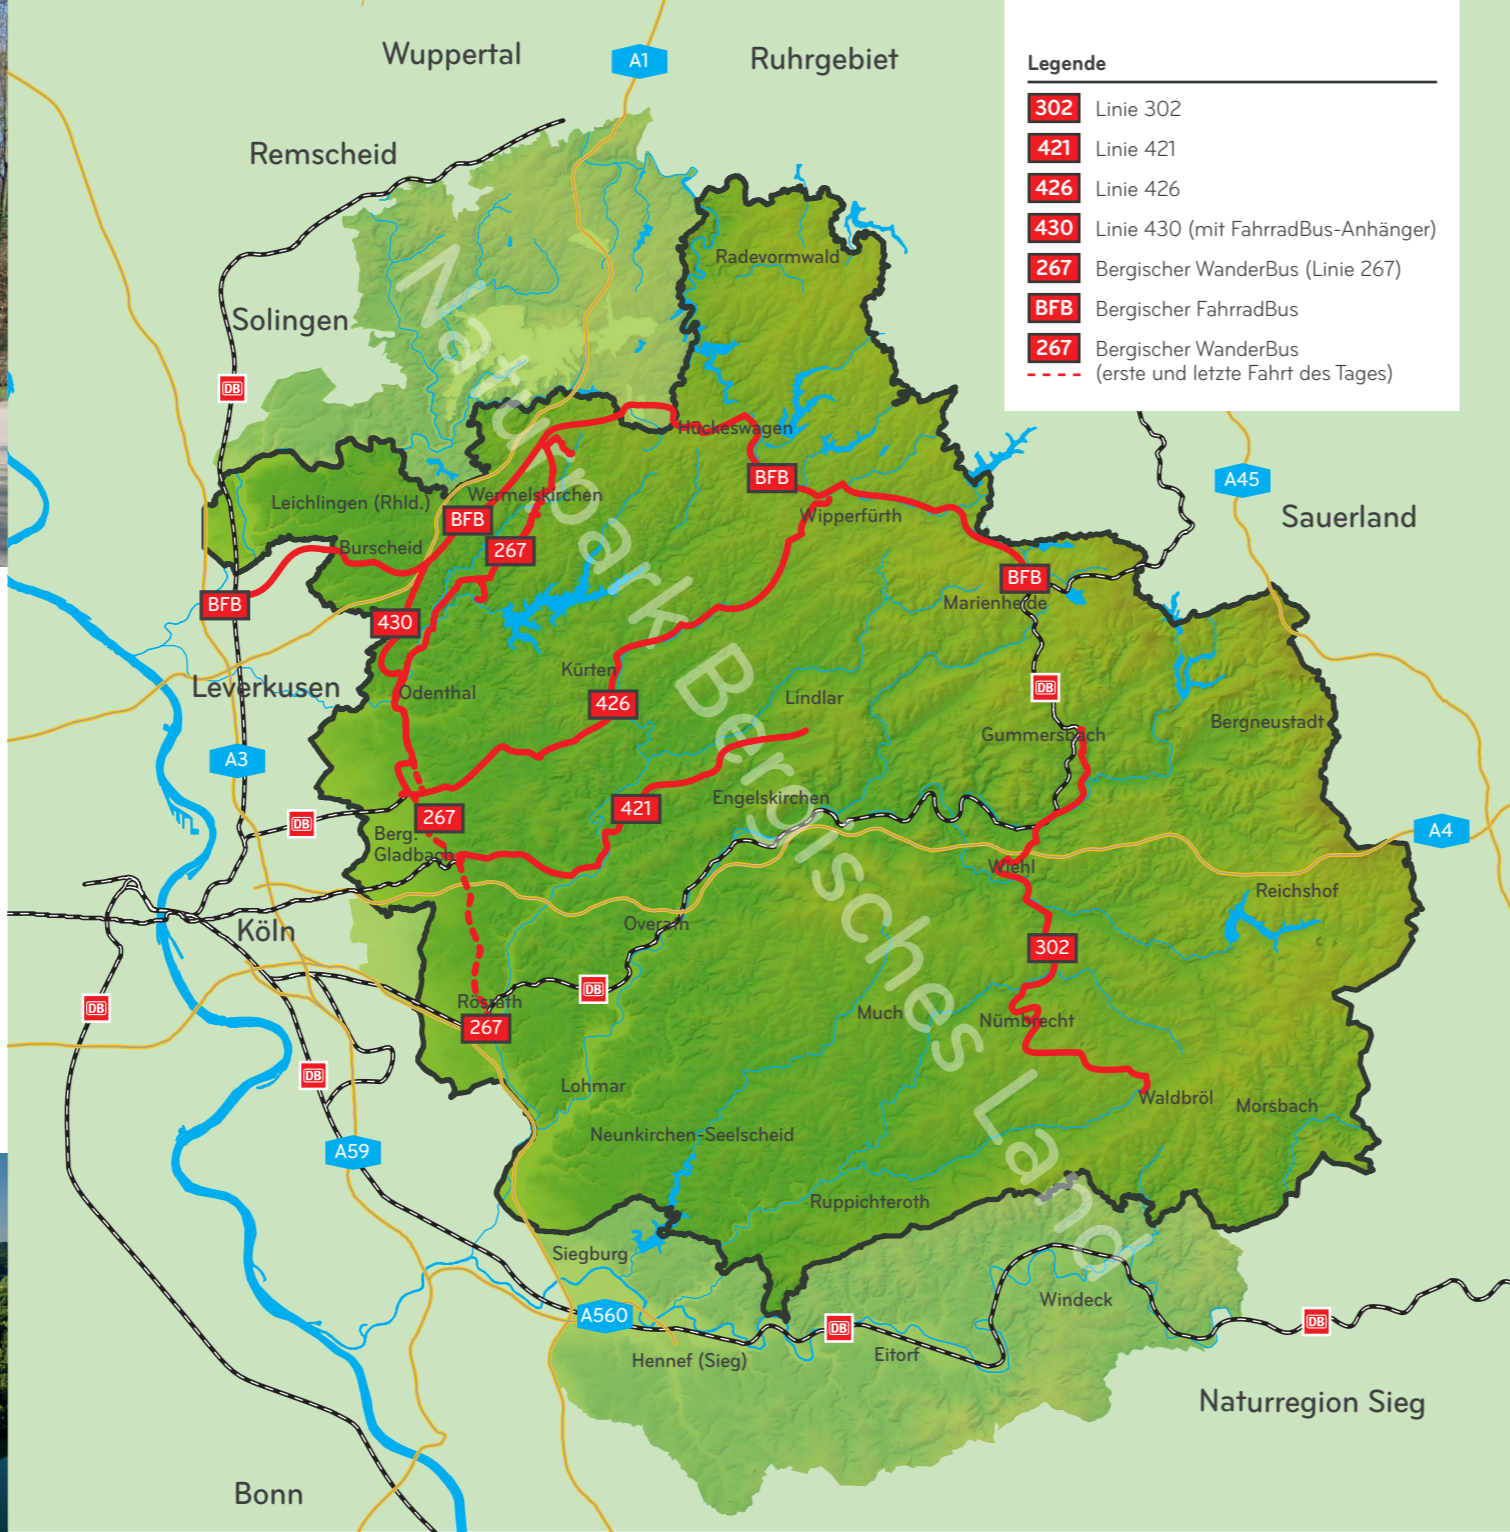 Wuppertal
A1
Ruhrgebiet
Legende
302 Linie 302
421 Linie 421
426 Linie 426
430 Linie 430 (mit FahrradBus-Anhänger)
267 Bergischer WanderBus (Linie 267)
BFB Bergischer FahrradBus
267 Bergischer WanderBus
(erste und letzte Fahrt des Tages)
Remscheid
Radevormwald
Solingen
DB
Naturpark Bergisches Land
Hückeswagen
BFB
A45
Leichlingen (Rhld.)
Wermelskirchen
Wipperfürth
Sauerland
BFB
Burscheid
267
BFB
BFB
Marienheide
430
Kürten
Leverkusen
Odenthal
DB
Lindlar
426
Bergneustadt
Gummersbach
A3
Engelskirchen
421
267
DB
Berg.
Gladbach
A4
Wiehl
Reichshof
Köln
Overath
302
DB
DB
Rösrath
267
Much
Nümbrecht
DB
Lohmar
Waldbröl
Morsbach
Neunkirchen-Seelscheid
A59
Ruppichteroth
Siegburg
Windeck
A560
DB
DB
Hennef (Sieg)
Eitorf
Naturregion Sieg
Bonn